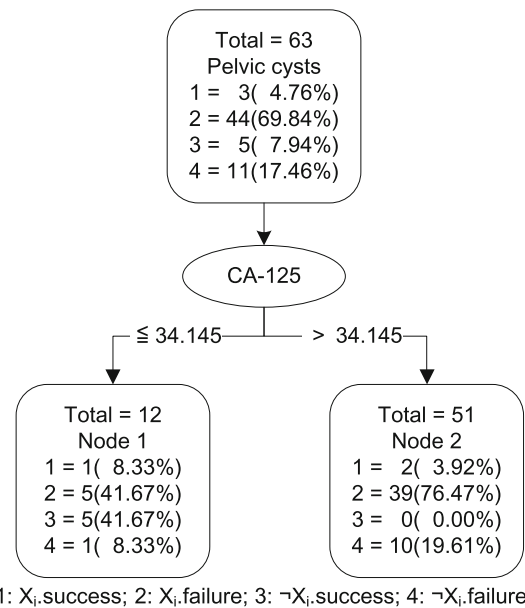 Total = 63
Pelvic cysts
1 = 3( 4.76%)
2 = 44(69.84%)
3 = 5( 7.94%)
4 = 11(17.46%)
CA-125
≦ 34.145
> 34.145
Total = 12
Node 1
1 = 1( 8.33%)
2 = 5(41.67%)
3 = 5(41.67%)
4 = 1( 8.33%)
Total = 51
Node 2
1 = 2( 3.92%)
2 = 39(76.47%)
3 = 0( 0.00%)
4 = 10(19.61%)
1: Xᵢ.success; 2: Xᵢ.failure; 3: ¬Xᵢ.success; 4: ¬Xᵢ.failure